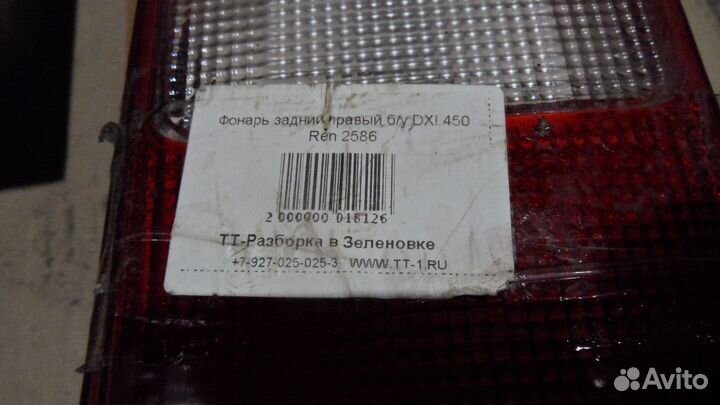 Фонарь задний правый б/у DXI 450
Ren 2586
2 000000 018126
ТТ-Разборка в Зеленовке
+7-927-025-025-3 WWW.TT-1.RU
Avito